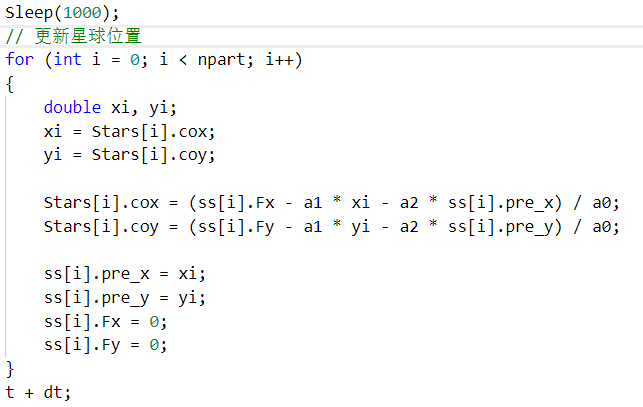 Sleep(1000);
// 更新星球位置
for (int i = 0; i < npart; i++)
{
double xi, yi;
xi = Stars[i].cox;
yi = Stars[i].coy;
Stars[i].cox = (ss[i].Fx - a1 * xi - a2 * ss[i].pre_x) / a0;
Stars[i].coy = (ss[i].Fy - a1 * yi - a2 * ss[i].pre_y) / a0;
ss[i].pre_x = xi;
ss[i].pre_y = yi;
ss[i].Fx = 0;
ss[i].Fy = 0;
}
t + dt;